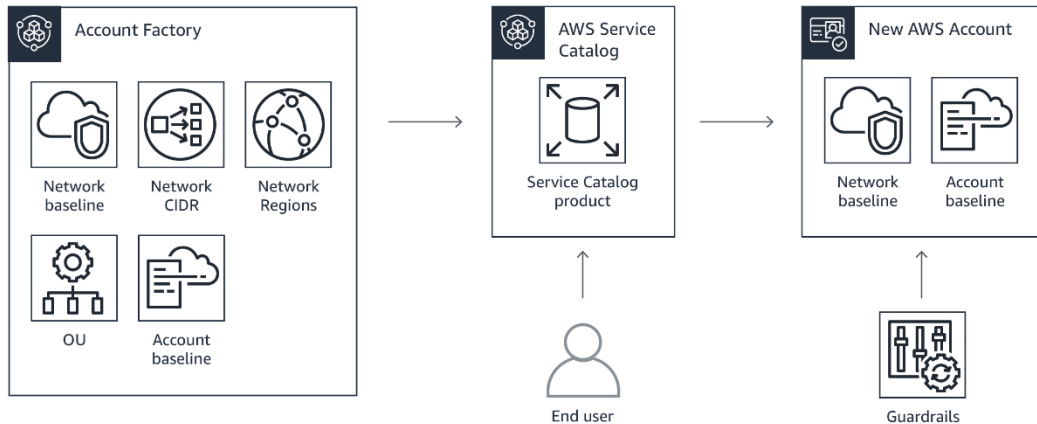 Account Factory
AWS Service
Catalog
New AWS Account
Network
baseline
Network
CIDR
Network
Regions
Service Catalog
product
Network
baseline
Account
baseline
OU
Account
baseline
End user
Guardrails